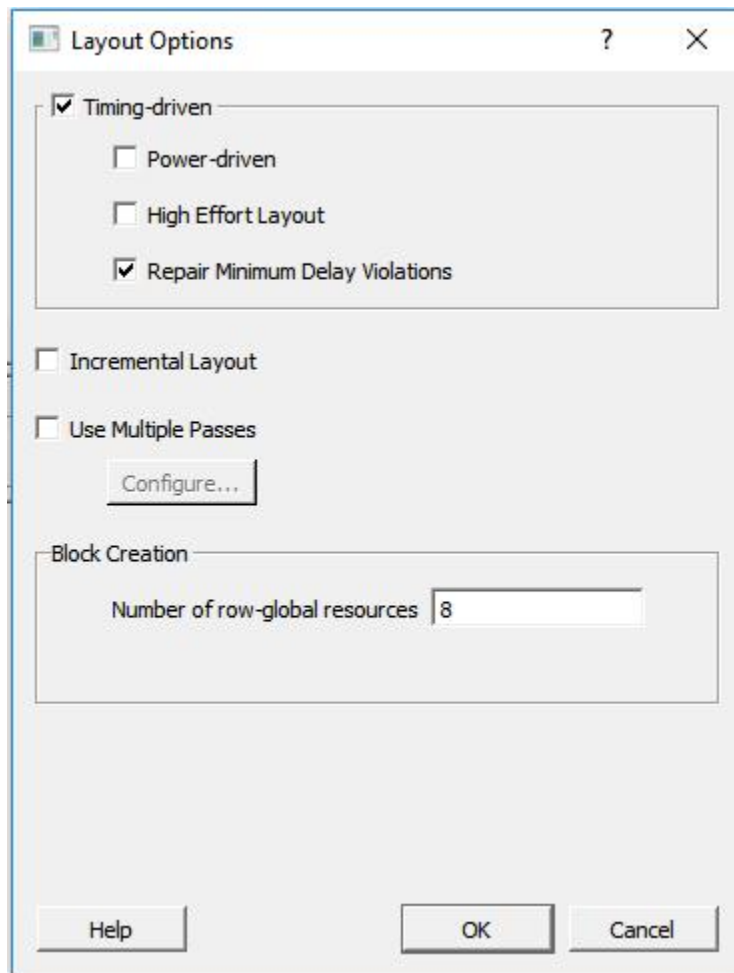 Layout Options
Timing-driven
Power-driven
High Effort Layout
Repair Minimum Delay Violations
Incremental Layout
Use Multiple Passes
Configure...
Block Creation
Number of row-global resources 8
Help OK Cancel